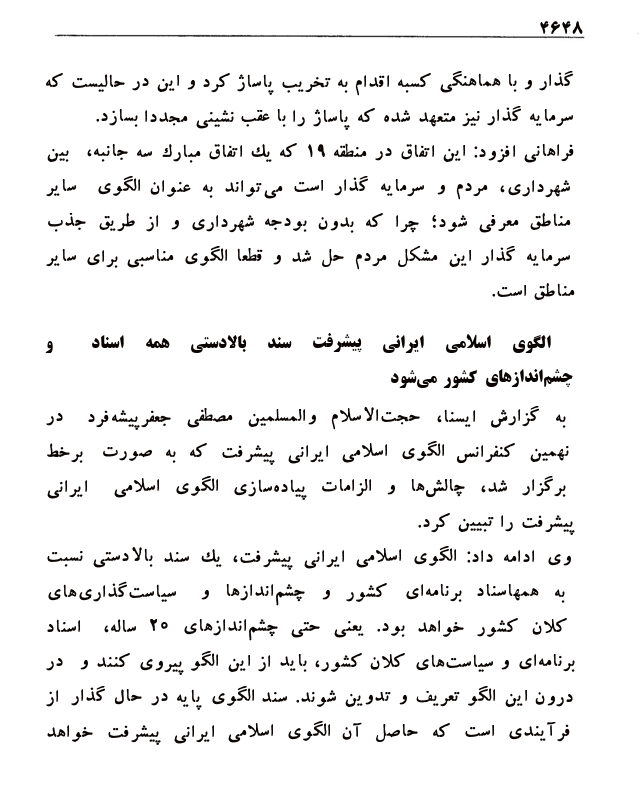 ۴۶۴۸
گذار و با هماهنگی کسبه اقدام به تخریب پاساژ کرد و این در حالیست که
سرمایه گذار نیز متعهد شده که پاساژ را با عقب نشینی مجددا بسازد.
فراهانی افزود: این اتفاق در منطقه ۱۹ که یك اتفاق مبارك سه جانبه، بین
شهرداری، مردم و سرمایه گذار است می‌تواند به عنوان الگوی سایر
مناطق معرفی شود؛ چرا که بدون بودجه شهرداری و از طریق جذب
سرمایه گذار این مشکل مردم حل شد و قطعا الگوی مناسبی برای سایر
مناطق است.
الگوی اسلامی ایرانی پیشرفت سند بالادستی همه اسناد و
چشم‌اندازهای کشور می‌شود
به گزارش ایسنا، حجت‌الاسلام والمسلمین مصطفی جعفرپیشه‌فرد در
نهمین کنفرانس الگوی اسلامی ایرانی پیشرفت که به صورت برخط
برگزار شد، چالش‌ها و الزامات پیاده‌سازی الگوی اسلامی ایرانی
پیشرفت را تبیین کرد.
وی ادامه داد: الگوی اسلامی ایرانی پیشرفت، یك سند بالادستی نسبت
به همهاسناد برنامه‌ای کشور و چشم‌اندازها و سیاست‌گذاری‌های
کلان کشور خواهد بود. یعنی حتی چشم‌اندازهای ۲۵ ساله، اسناد
برنامه‌ای و سیاست‌های کلان کشور، باید از این الگو پیروی کنند و در
درون این الگو تعریف و تدوین شوند. سند الگوی پایه در حال گذار از
فرآیندی است که حاصل آن الگوی اسلامی ایرانی پیشرفت خواهد